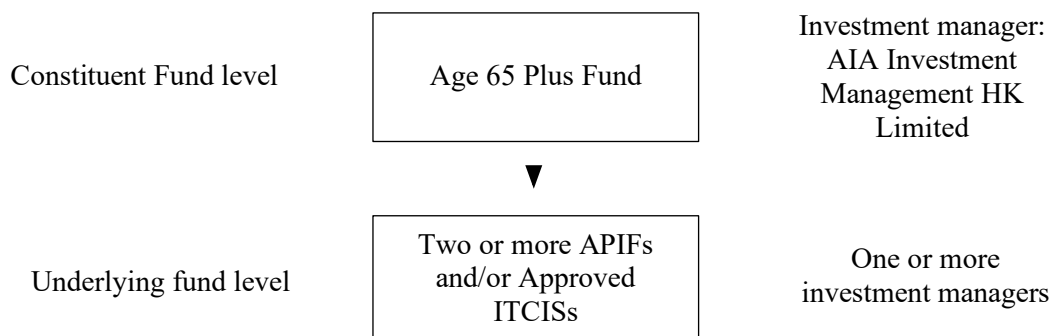 Constituent Fund level
Age 65 Plus Fund
Investment manager:
AIA Investment
Management HK
Limited
Underlying fund level
Two or more APIFs
and/or Approved
ITCISs
One or more
investment managers